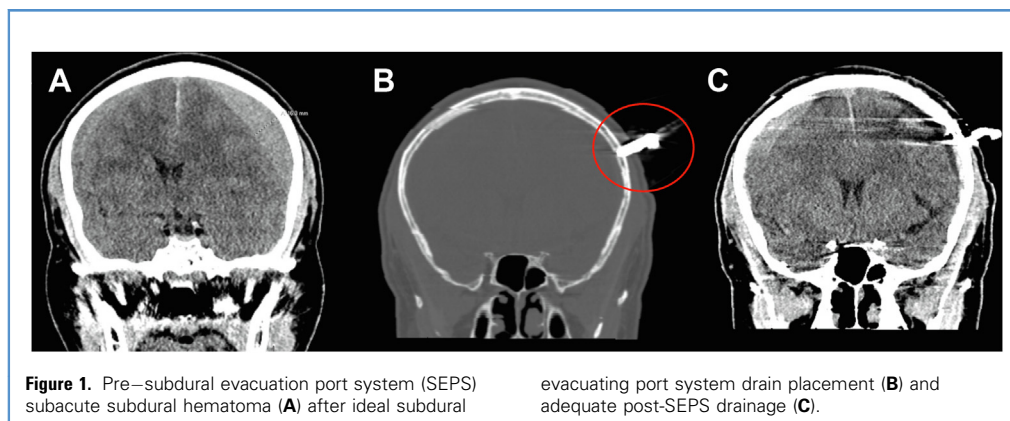 A
B
C
Figure 1. Pre−subdural evacuation port system (SEPS)
subacute subdural hematoma (A) after ideal subdural
evacuating port system drain placement (B) and
adequate post-SEPS drainage (C).